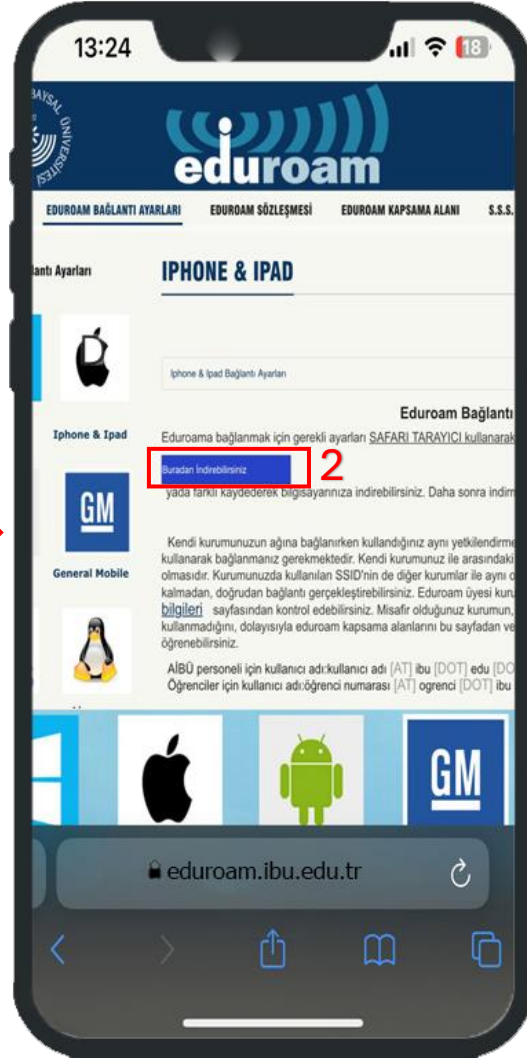 13:24
18
BAYSAL ÜNİVERSİTESİ
eduroam
EDUROAM BAĞLANTI AYARLARI EDUROAM SÖZLEŞMESİ EDUROAM KAPSAMA ALANI S.S.S.
lantı Ayarları
IPHONE & IPAD
Iphone & Ipad Bağlantı Ayarları
Eduroam Bağlantı
Iphone & Ipad
Eduroama bağlanmak için gerekli ayarları SAFARI TARAYICI kullanarak
Buradan İndirebilirsiniz
2
yada farklı kaydederek bilgisayarınıza indirebilirsiniz. Daha sonra indirm
GM
General Mobile
Kendi kurumunuzun ağına bağlanırken kullandığınız aynı yetkilendirme
kullanarak bağlanmanız gerekmektedir. Kendi kurumunuz ile arasındaki
olmasıdır. Kurumunuzda kullanılan SSID'nin de diğer kurumlar ile aynı o
kalmadan, doğrudan bağlantı gerçekleştirebilirsiniz. Eduroam üyesi kuru
bilgileri sayfasından kontrol edebilirsiniz. Misafir olduğunuz kurumun,
kullanmadığını, dolayısıyla eduroam kapsama alanlarını bu sayfadan ve
öğrenebilirsiniz.
AİBÜ personeli için kullanıcı adı:kullanıcı adı [AT] ibu [DOT] edu [DO
Öğrenciler için kullanıcı adı:öğrenci numarası [AT] ogrenci [DOT] ibu
GM
eduroam.ibu.edu.tr